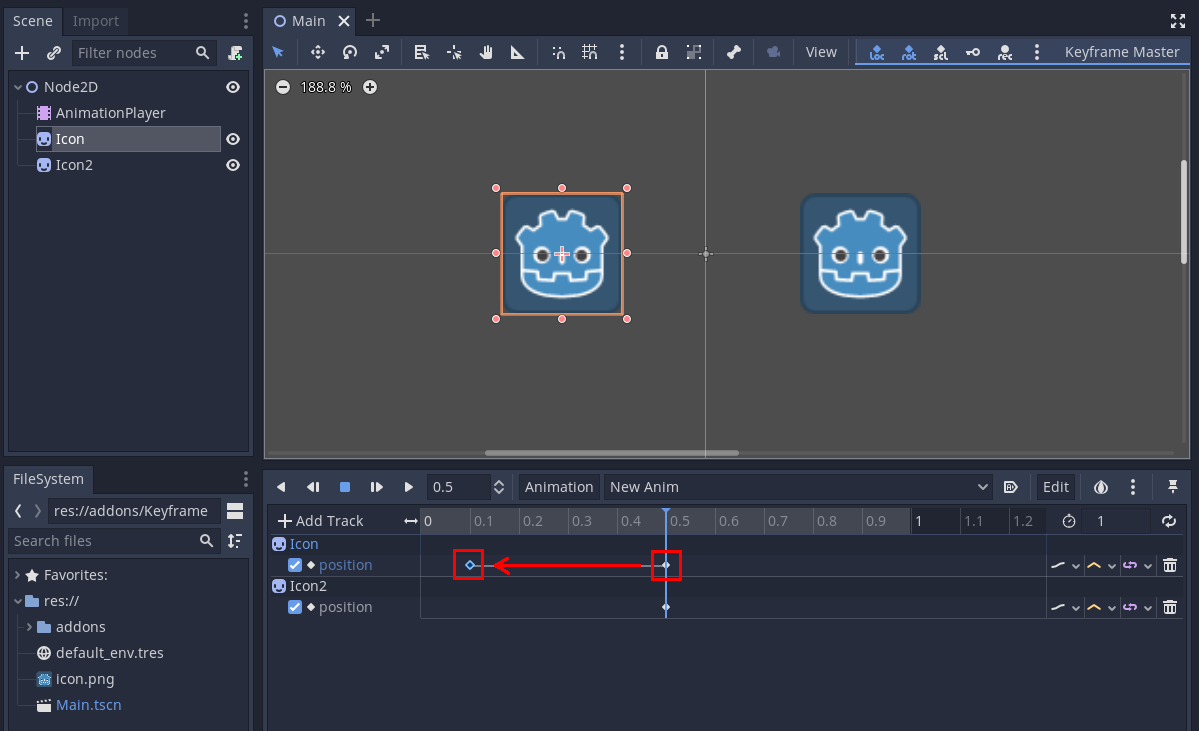 Scene Import
Filter nodes
Node2D
AnimationPlayer
Icon
Icon2
Main
View
loc rot scl rec
Keyframe Master
188.8 %
FileSystem
res://addons/Keyframe
Search files
Favorites:
res://
addons
default_env.tres
icon.png
Main.tscn
0.5 Animation New Anim Edit
Add Track 0 0.1 0.2 0.3 0.4 0.5 0.6 0.7 0.8 0.9 1 1.1 1.2 1
Icon
position
Icon2
position